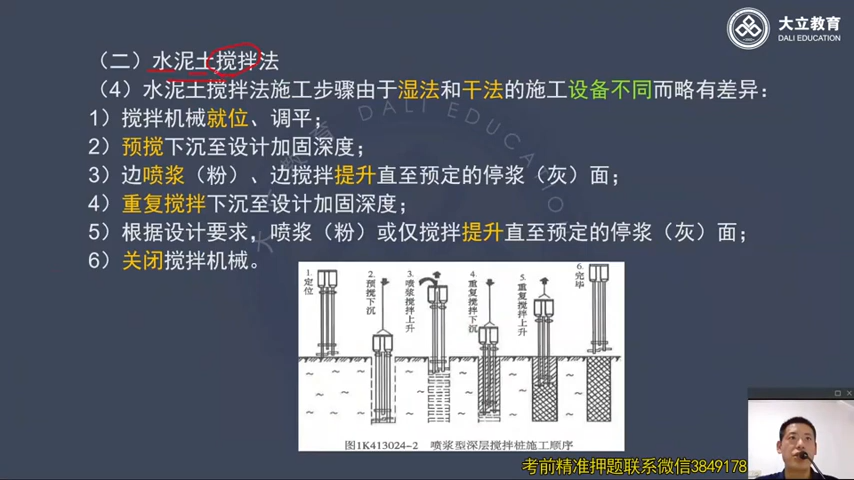 大立教育
DALI EDUCATION
（二）水泥土搅拌法
（4）水泥土搅拌法施工步骤由于湿法和干法的施工设备不同而略有差异：
1）搅拌机械就位、调平；
2）预搅下沉至设计加固深度；
3）边喷浆（粉）、边搅拌提升直至预定的停浆（灰）面；
4）重复搅拌下沉至设计加固深度；
5）根据设计要求，喷浆（粉）或仅搅拌提升直至预定的停浆（灰）面；
6）关闭搅拌机械。
大立教育 DALI EDUCATIO
1.定位
2.预搅下沉
3.喷浆搅拌上升
4.重复搅拌下沉
5.重复搅拌上升
6.完毕
图1K413024-2 喷浆型深层搅拌桩施工顺序
考前精准押题联系微信3849178